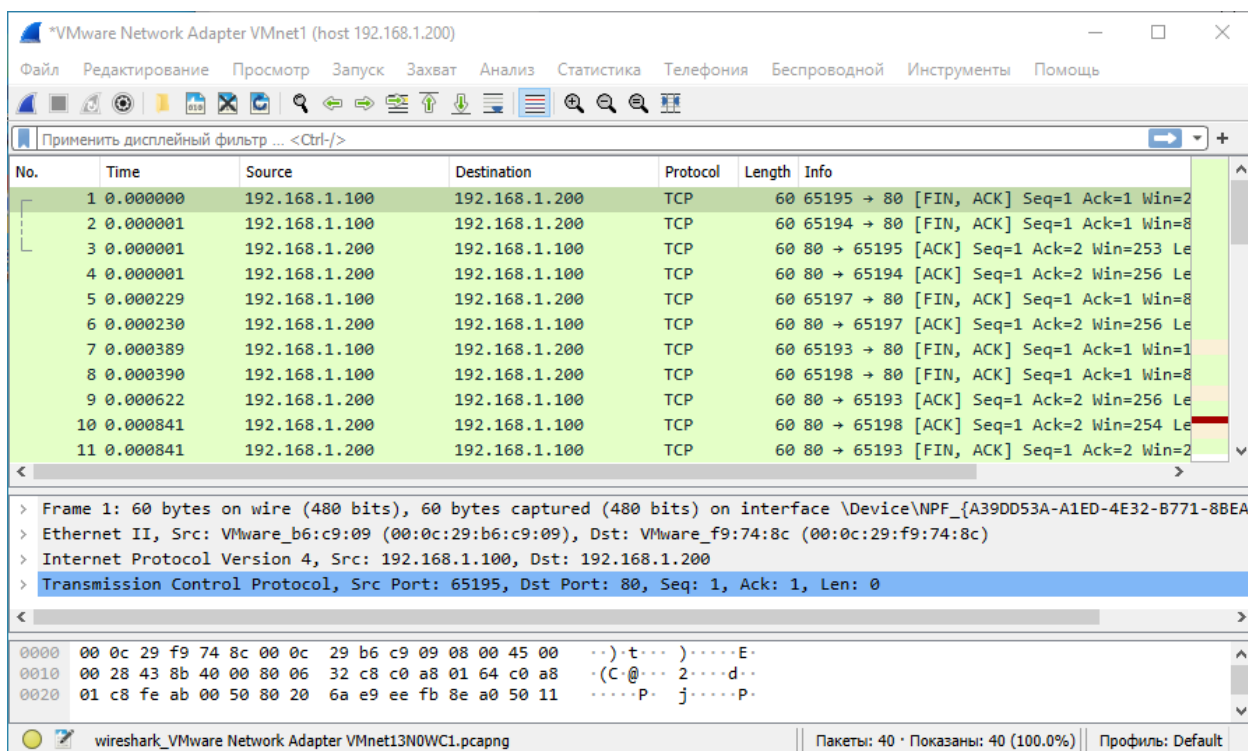 *VMware Network Adapter VMnet1 (host 192.168.1.200)
Файл Редактирование Просмотр Запуск Захват Анализ Статистика Телефония Беспроводной Инструменты Помощь
Применить дисплейный фильтр ... <Ctrl-/>
No. Time Source Destination Protocol Length Info
1 0.000000 192.168.1.100 192.168.1.200 TCP 60 65195 → 80 [FIN, ACK] Seq=1 Ack=1 Win=2
2 0.000001 192.168.1.100 192.168.1.200 TCP 60 65194 → 80 [FIN, ACK] Seq=1 Ack=1 Win=8
3 0.000001 192.168.1.200 192.168.1.100 TCP 60 80 → 65195 [ACK] Seq=1 Ack=2 Win=253 Le
4 0.000001 192.168.1.200 192.168.1.100 TCP 60 80 → 65194 [ACK] Seq=1 Ack=2 Win=256 Le
5 0.000229 192.168.1.100 192.168.1.200 TCP 60 65197 → 80 [FIN, ACK] Seq=1 Ack=1 Win=8
6 0.000230 192.168.1.200 192.168.1.100 TCP 60 80 → 65197 [ACK] Seq=1 Ack=2 Win=256 Le
7 0.000389 192.168.1.100 192.168.1.200 TCP 60 65193 → 80 [FIN, ACK] Seq=1 Ack=1 Win=1
8 0.000390 192.168.1.100 192.168.1.200 TCP 60 65198 → 80 [FIN, ACK] Seq=1 Ack=1 Win=8
9 0.000622 192.168.1.200 192.168.1.100 TCP 60 80 → 65193 [ACK] Seq=1 Ack=2 Win=256 Le
10 0.000841 192.168.1.200 192.168.1.100 TCP 60 80 → 65198 [ACK] Seq=1 Ack=2 Win=254 Le
11 0.000841 192.168.1.200 192.168.1.100 TCP 60 80 → 65193 [FIN, ACK] Seq=1 Ack=2 Win=2
> Frame 1: 60 bytes on wire (480 bits), 60 bytes captured (480 bits) on interface \Device\NPF_{A39DD53A-A1ED-4E32-B771-8BEA
> Ethernet II, Src: VMware_b6:c9:09 (00:0c:29:b6:c9:09), Dst: VMware_f9:74:8c (00:0c:29:f9:74:8c)
> Internet Protocol Version 4, Src: 192.168.1.100, Dst: 192.168.1.200
> Transmission Control Protocol, Src Port: 65195, Dst Port: 80, Seq: 1, Ack: 1, Len: 0
0000 00 0c 29 f9 74 8c 00 0c 29 b6 c9 09 08 00 45 00 ··)·t··· )·····E·
0010 00 28 43 8b 40 00 80 06 32 c8 c0 a8 01 64 c0 a8 ·(C·@··· 2····d··
0020 01 c8 fe ab 00 50 80 20 6a e9 ee fb 8e a0 50 11 ·····P·  j·····P·
wireshark_VMware Network Adapter VMnet13N0WC1.pcapng Пакеты: 40 · Показаны: 40 (100.0%) Профиль: Default